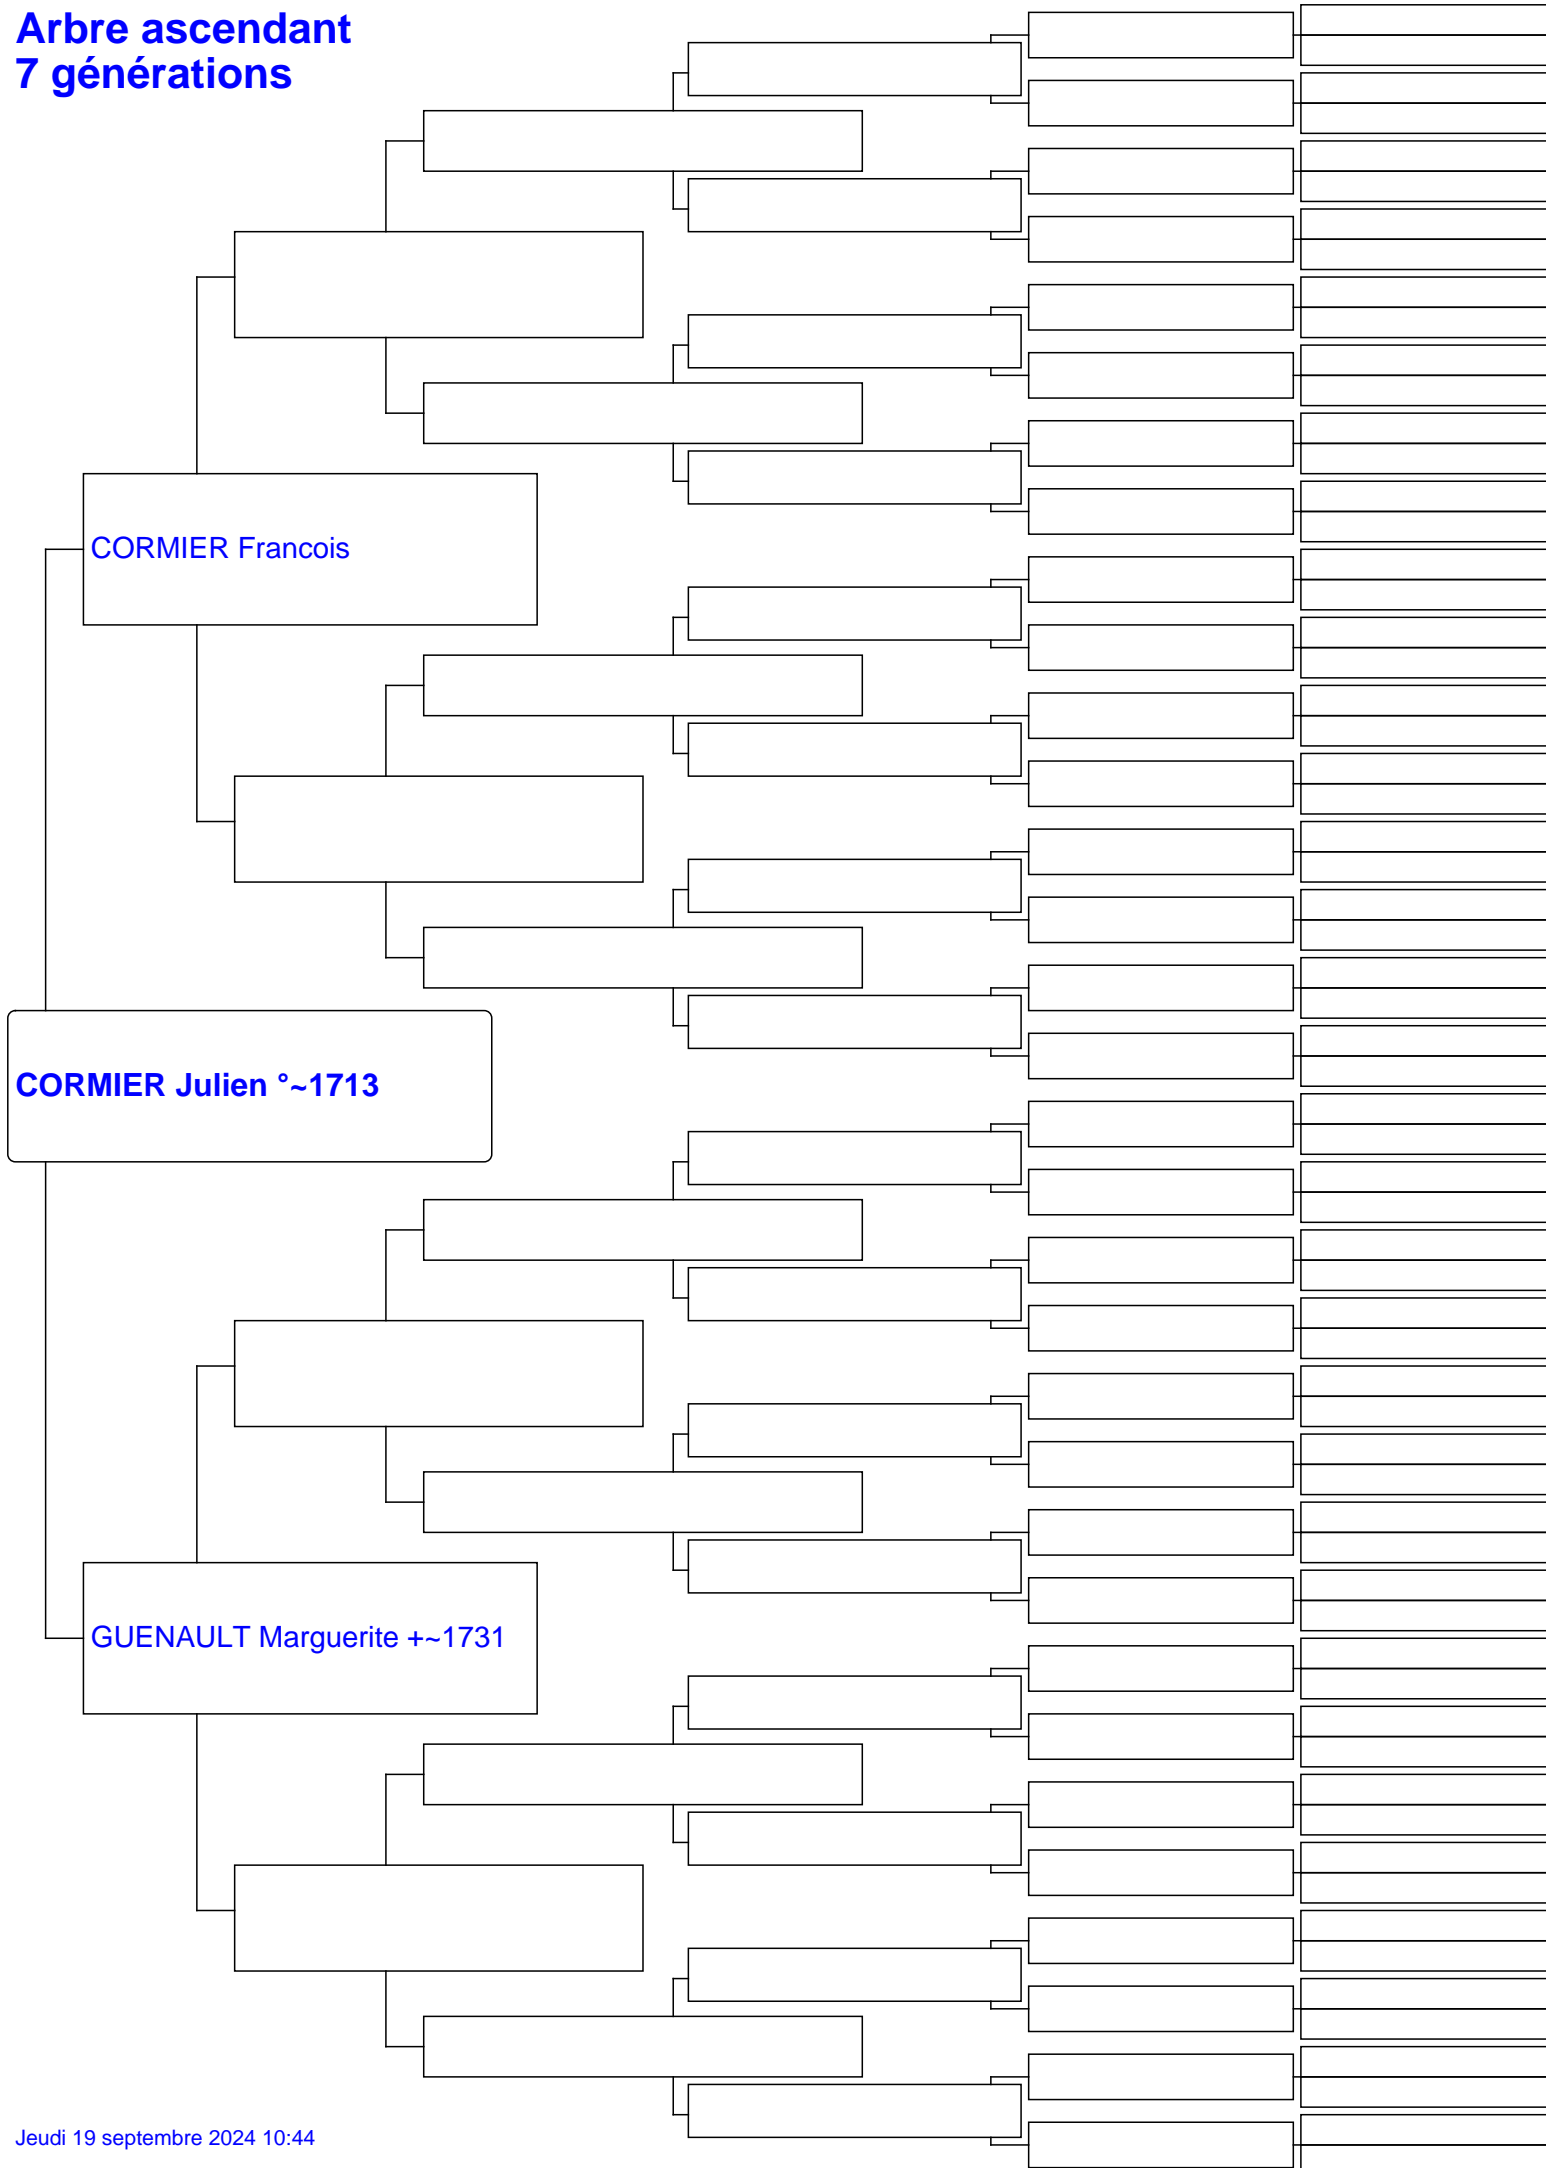 Arbre ascendant
7 générations
CORMIER Francois
CORMIER Julien °~1713
GUENAULT Marguerite +~1731
Jeudi 19 septembre 2024 10:44